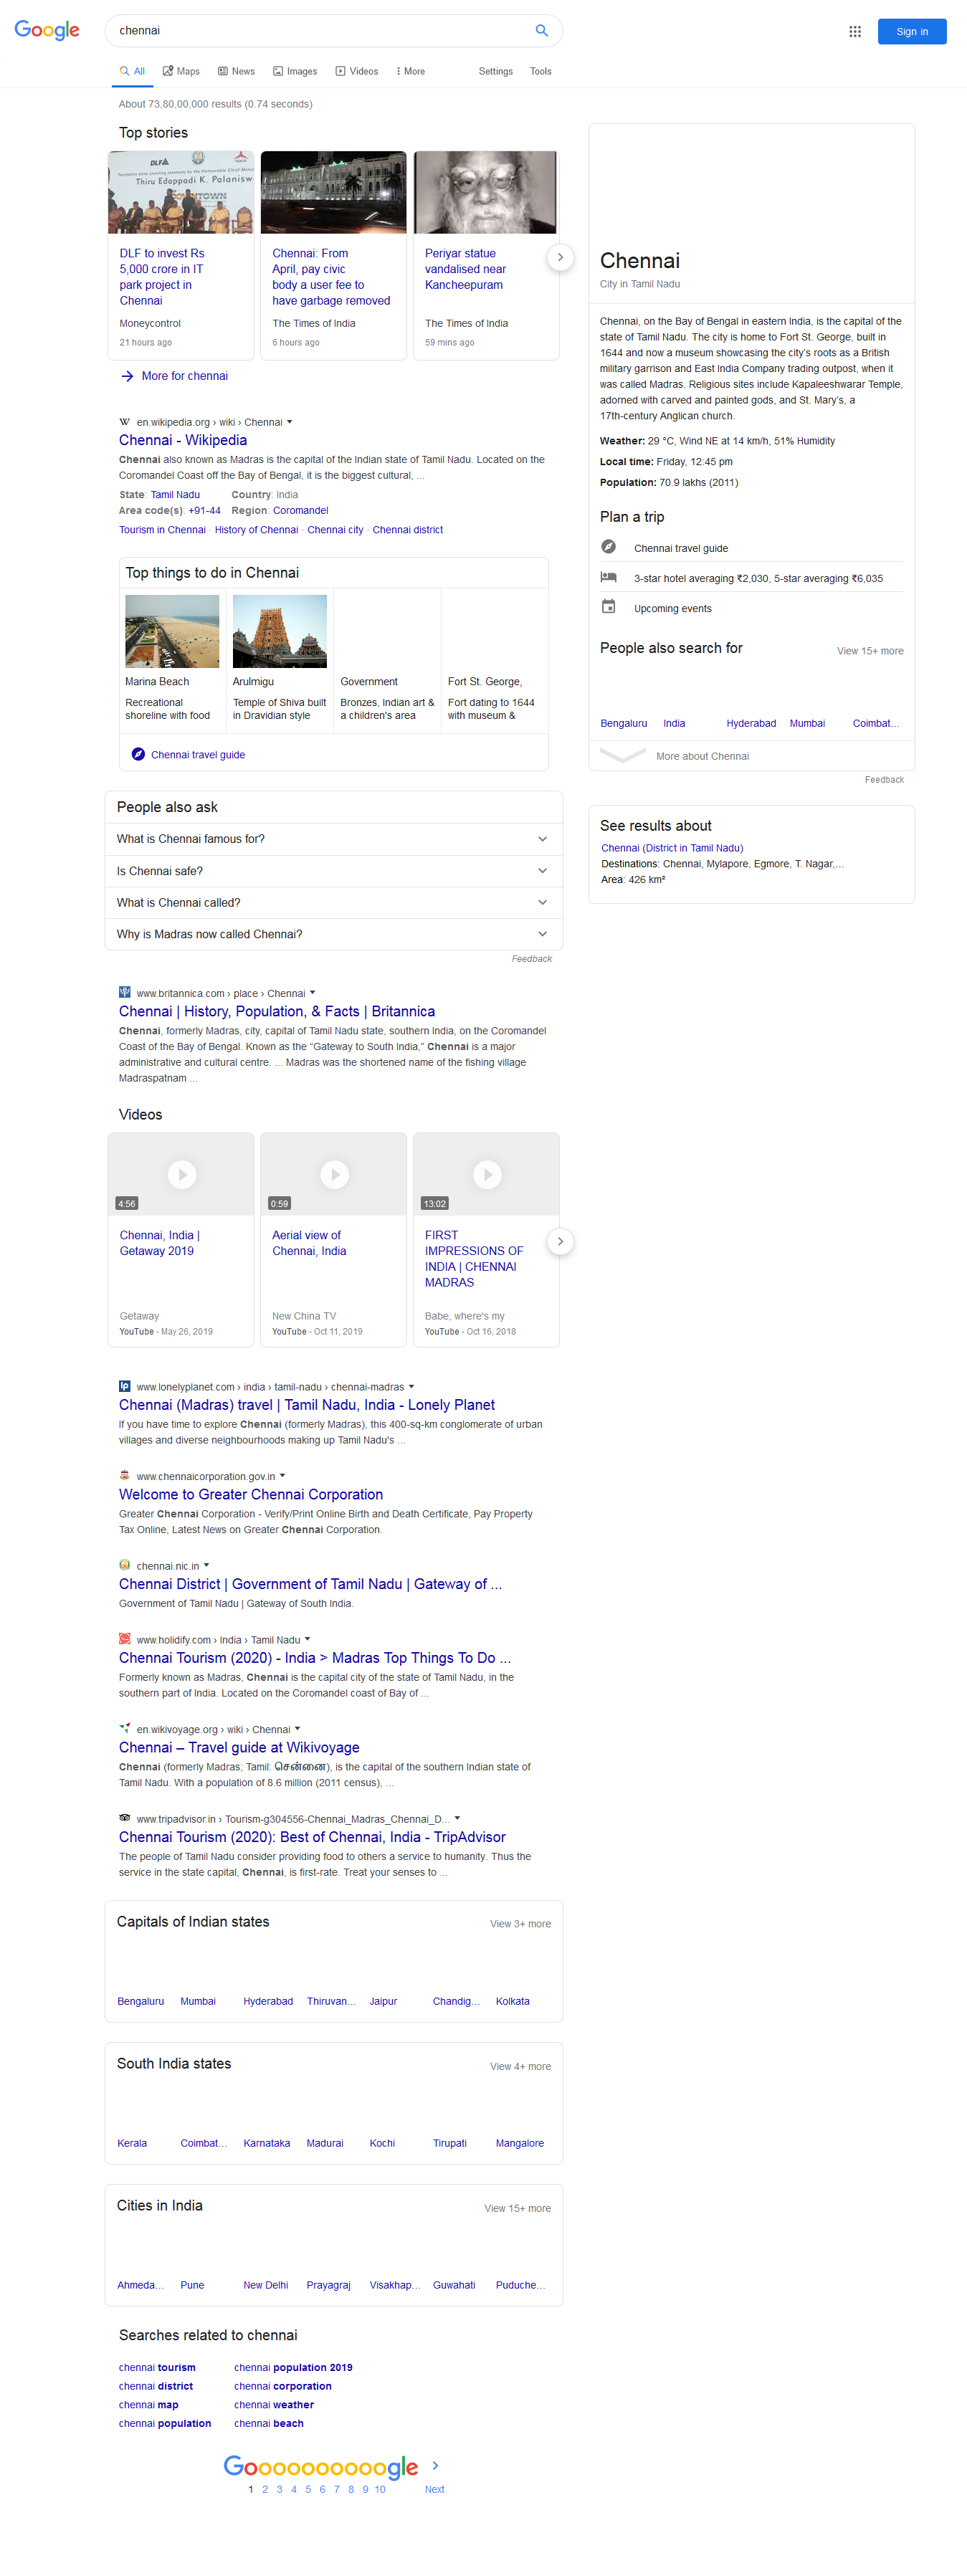 Google
chennai
Sign in
All
Maps
News
Images
Videos
More
Settings
Tools
About 73,80,00,000 results (0.74 seconds)
Top stories
DLF
Thiru Edappadi K. Palanisw
DOWNTOWN
DLF to invest Rs
5,000 crore in IT
park project in
Chennai
Moneycontrol
21 hours ago
Chennai: From
April, pay civic
body a user fee to
have garbage removed
The Times of India
6 hours ago
Periyar statue
vandalised near
Kancheepuram
The Times of India
59 mins ago
More for chennai
en.wikipedia.org › wiki › Chennai
Chennai - Wikipedia
Chennai also known as Madras is the capital of the Indian state of Tamil Nadu. Located on the
Coromandel Coast off the Bay of Bengal, it is the biggest cultural, ...
State: Tamil Nadu Country: India
Area code(s): +91-44 Region: Coromandel
Tourism in Chennai · History of Chennai · Chennai city · Chennai district
Top things to do in Chennai
Marina Beach
Recreational
shoreline with food
Arulmigu
Temple of Shiva built
in Dravidian style
Government
Bronzes, Indian art &
a children's area
Fort St. George,
Fort dating to 1644
with museum &
Chennai travel guide
People also ask
What is Chennai famous for?
Is Chennai safe?
What is Chennai called?
Why is Madras now called Chennai?
Feedback
www.britannica.com › place › Chennai
Chennai | History, Population, & Facts | Britannica
Chennai, formerly Madras, city, capital of Tamil Nadu state, southern India, on the Coromandel
Coast of the Bay of Bengal. Known as the “Gateway to South India,” Chennai is a major
administrative and cultural centre. ... Madras was the shortened name of the fishing village
Madraspatnam ...
Videos
4:56
Chennai, India |
Getaway 2019
Getaway
YouTube - May 26, 2019
0:59
Aerial view of
Chennai, India
New China TV
YouTube - Oct 11, 2019
13:02
FIRST
IMPRESSIONS OF
INDIA | CHENNAI
MADRAS
Babe, where's my
YouTube - Oct 16, 2018
www.lonelyplanet.com › india › tamil-nadu › chennai-madras
Chennai (Madras) travel | Tamil Nadu, India - Lonely Planet
If you have time to explore Chennai (formerly Madras), this 400-sq-km conglomerate of urban
villages and diverse neighbourhoods making up Tamil Nadu's ...
www.chennaicorporation.gov.in
Welcome to Greater Chennai Corporation
Greater Chennai Corporation - Verify/Print Online Birth and Death Certificate, Pay Property
Tax Online, Latest News on Greater Chennai Corporation.
chennai.nic.in
Chennai District | Government of Tamil Nadu | Gateway of ...
Government of Tamil Nadu | Gateway of South India.
www.holidify.com › India › Tamil Nadu
Chennai Tourism (2020) - India > Madras Top Things To Do ...
Formerly known as Madras, Chennai is the capital city of the state of Tamil Nadu, in the
southern part of India. Located on the Coromandel coast of Bay of ...
en.wikivoyage.org › wiki › Chennai
Chennai – Travel guide at Wikivoyage
Chennai (formerly Madras; Tamil: சென்னை), is the capital of the southern Indian state of
Tamil Nadu. With a population of 8.6 million (2011 census), ...
www.tripadvisor.in › Tourism-g304556-Chennai_Madras_Chennai_D...
Chennai Tourism (2020): Best of Chennai, India - TripAdvisor
The people of Tamil Nadu consider providing food to others a service to humanity. Thus the
service in the state capital, Chennai, is first-rate. Treat your senses to ...
Capitals of Indian states
View 3+ more
Bengaluru Mumbai Hyderabad Thiruvan... Jaipur Chandig... Kolkata
South India states
View 4+ more
Kerala Coimbat... Karnataka Madurai Kochi Tirupati Mangalore
Cities in India
View 15+ more
Ahmeda... Pune New Delhi Prayagraj Visakhap... Guwahati Puduche...
Searches related to chennai
chennai tourism
chennai district
chennai map
chennai population
chennai population 2019
chennai corporation
chennai weather
chennai beach
Goooooooooogle
1 2 3 4 5 6 7 8 9 10 Next
Chennai
City in Tamil Nadu
Chennai, on the Bay of Bengal in eastern India, is the capital of the
state of Tamil Nadu. The city is home to Fort St. George, built in
1644 and now a museum showcasing the city’s roots as a British
military garrison and East India Company trading outpost, when it
was called Madras. Religious sites include Kapaleeshwarar Temple,
adorned with carved and painted gods, and St. Mary’s, a
17th-century Anglican church.
Weather: 29 °C, Wind NE at 14 km/h, 51% Humidity
Local time: Friday, 12:45 pm
Population: 70.9 lakhs (2011)
Plan a trip
Chennai travel guide
3-star hotel averaging ₹2,030, 5-star averaging ₹6,035
Upcoming events
People also search for
View 15+ more
Bengaluru India Hyderabad Mumbai Coimbat...
More about Chennai
Feedback
See results about
Chennai (District in Tamil Nadu)
Destinations: Chennai, Mylapore, Egmore, T. Nagar,...
Area: 426 km²